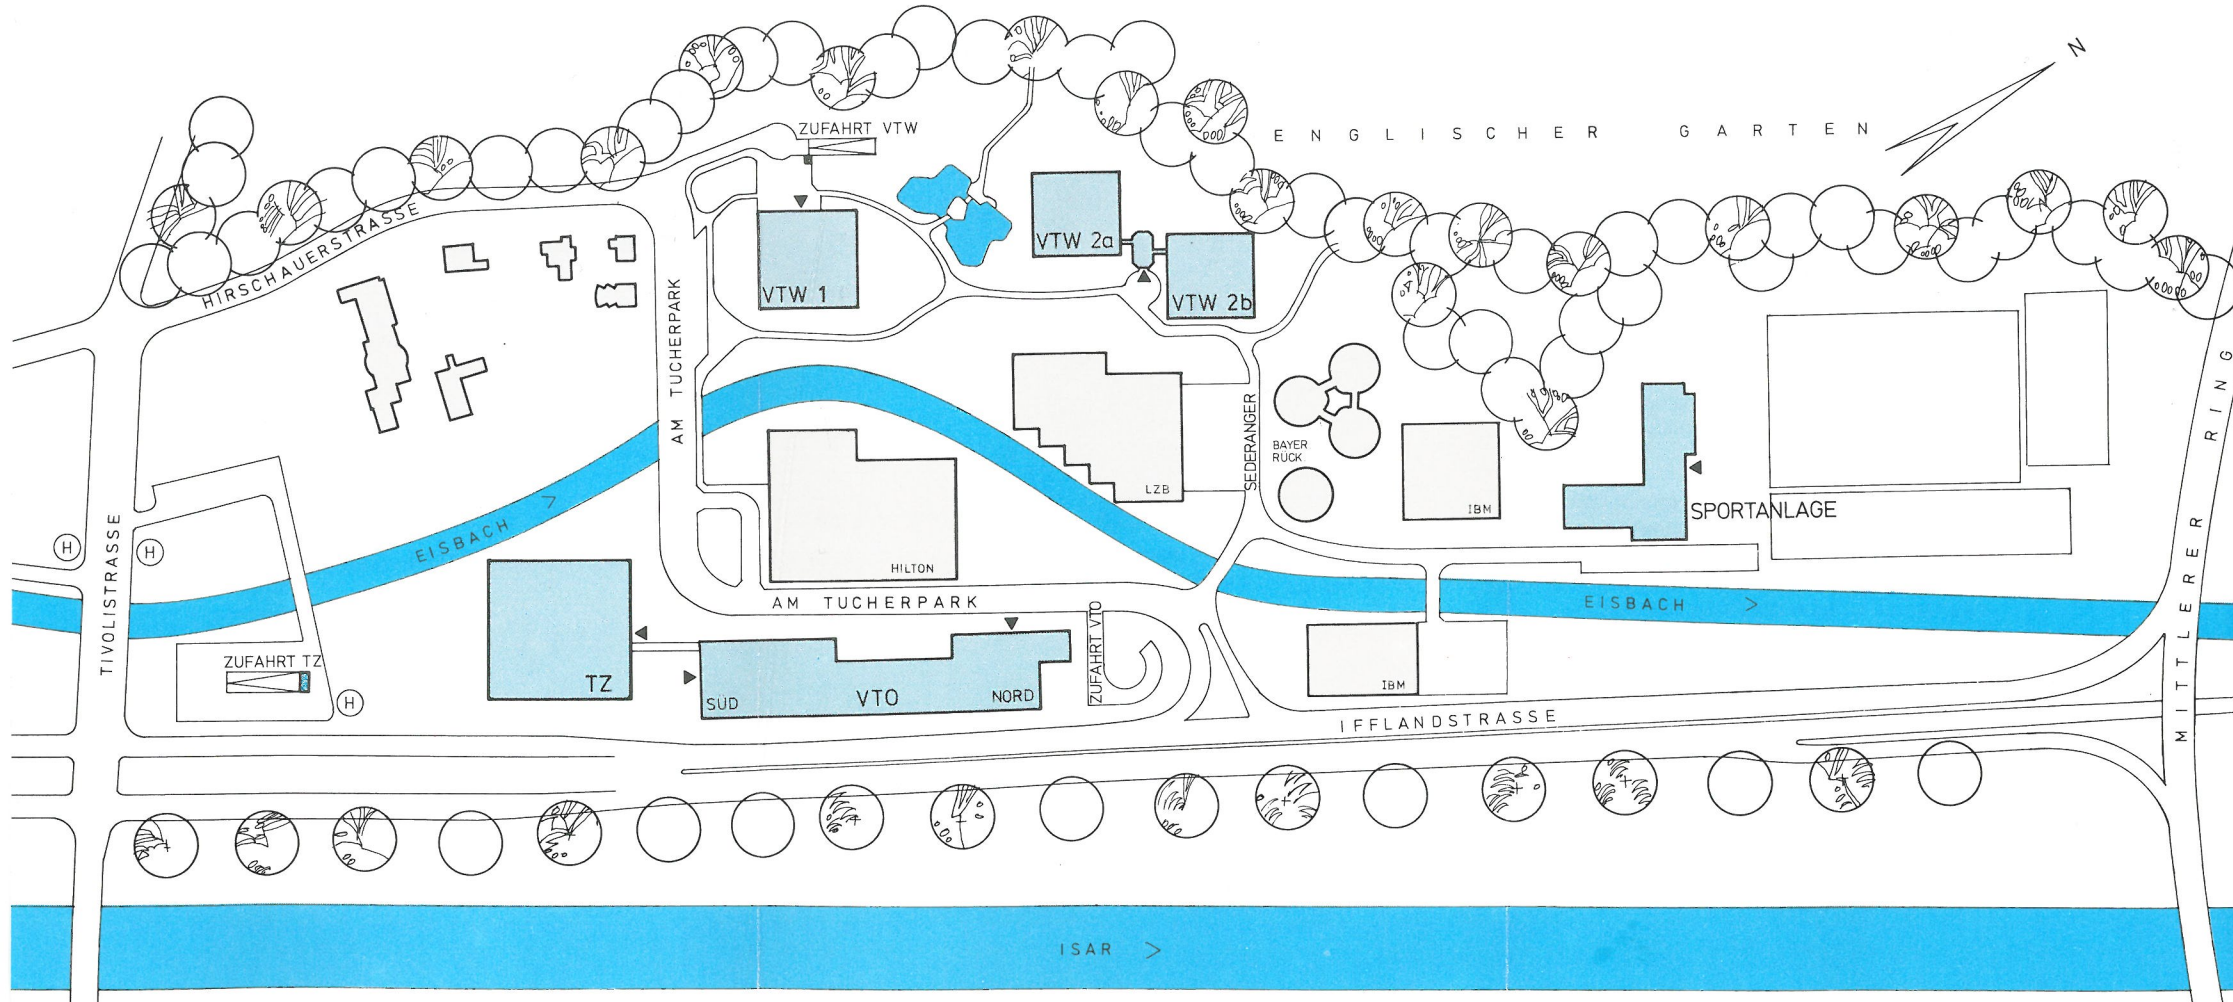 N
ENGLISCHER GARTEN
ZUFAHRT VTW
HIRSCHAUERSTRASSE
VTW 1
VTW 2a
VTW 2b
AM TUCHERPARK
SEDERANGER
BAYER
RÜCK.
LZB
IBM
SPORTANLAGE
MITTLERER RING
TIVOLISTRASSE
H
H
EISBACH >
HILTON
AM TUCHERPARK
EISBACH >
ZUFAHRT TZ
H
TZ
SÜD
VTO
NORD
ZUFAHRT VTO
IBM
IFFLANDSTRASSE
ISAR >